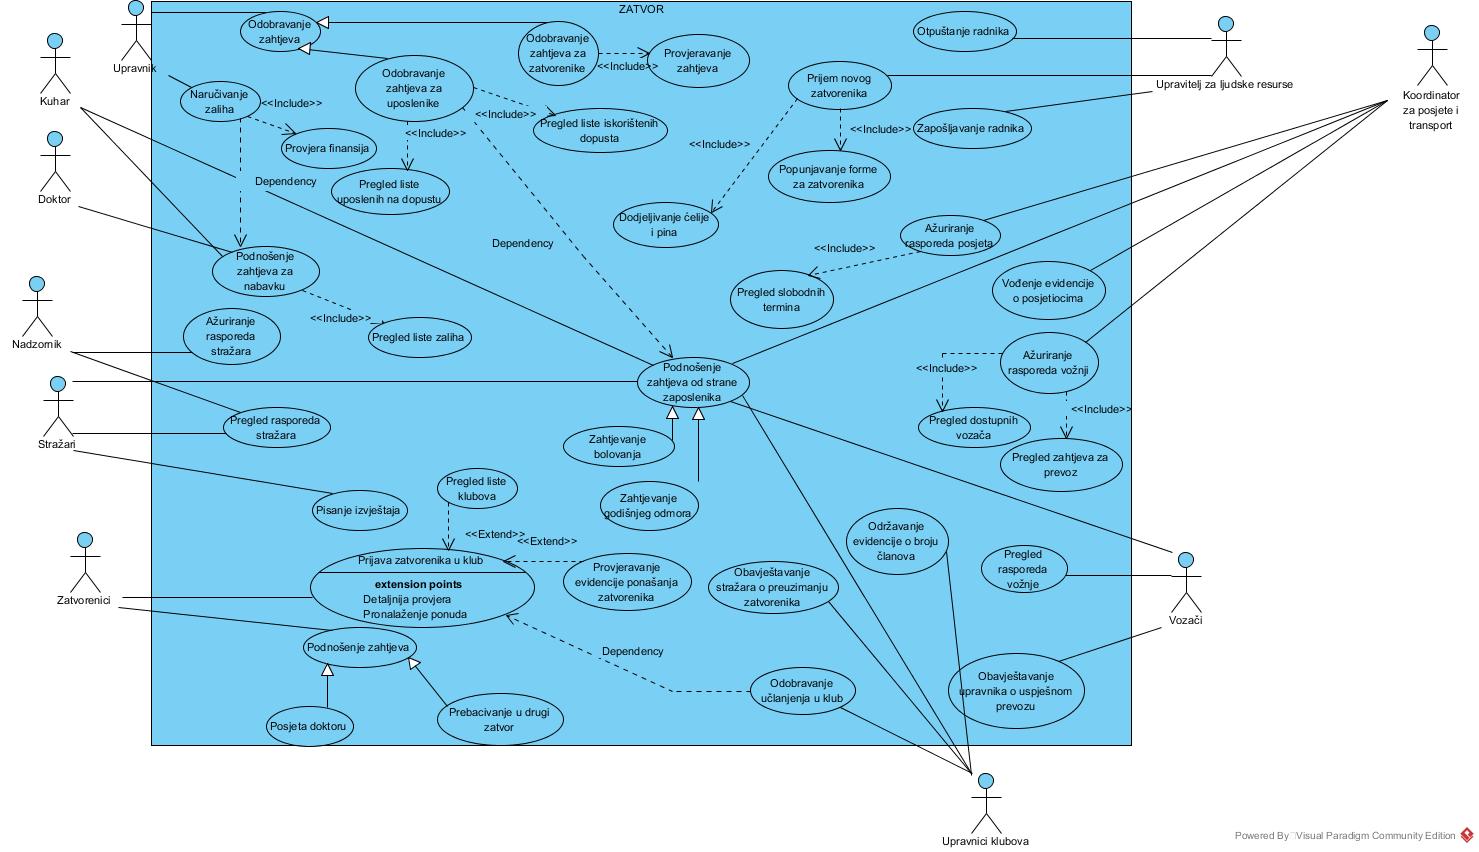 ZATVOR
Upravnik
Kuhar
Doktor
Nadzornik
Stražari
Zatvorenici
Odobravanje
zahtjeva
Odobravanje
zahtjeva za
zatvorenike
<<Include>>
Provjeravanje
zahtjeva
Odobravanje
zahtjeva za
uposlenike
<<Include>>
Pregled liste iskorištenih
dopusta
<<Include>>
Pregled liste
uposlenih na dopustu
Naručivanje
zaliha
<<Include>>
Provjera finansija
Dependency
Dependency
Podnošenje
zahtjeva za
nabavku
<<Include>>
Pregled liste zaliha
Ažuriranje
rasporeda
stražara
Pregled rasporeda
stražara
Pisanje izvještaja
Otpuštanje radnika
Prijem novog
zatvorenika
<<Include>>
<<Include>>
Zapošljavanje radnika
Popunjavanje forme
za zatvorenika
Dodjeljivanje ćelije
i pina
Upravitelj za ljudske resurse
Koordinator
za posjete i
transport
Ažuriranje
rasporeda posjeta
<<Include>>
Pregled slobodnih
termina
Vođenje evidencije
o posjetiocima
Ažuriranje
rasporeda vožnji
<<Include>>
<<Include>>
Pregled dostupnih
vozača
Pregled zahtjeva za
prevoz
Podnošenje
zahtjeva od strane
zaposlenika
Zahtjevanje
bolovanja
Zahtjevanje
godišnjeg odmora
Pregled liste
klubova
<<Extend>>
<<Extend>>
Prijava zatvorenika u klub
extension points
Detaljnija provjera
Pronalaženje ponuda
Provjeravanje
evidencije ponašanja
zatvorenika
Obavještavanje
stražara o preuzimanju
zatvorenika
Održavanje
evidencije o broju
članova
Pregled
rasporeda
vožnje
Vozači
Podnošenje zahtjeva
Dependency
Odobravanje
učlanjenja u klub
Obavještavanje
upravnika o uspješnom
prevozu
Posjeta doktoru
Prebacivanje u drugi
zatvor
Upravnici klubova
Powered By Visual Paradigm Community Edition